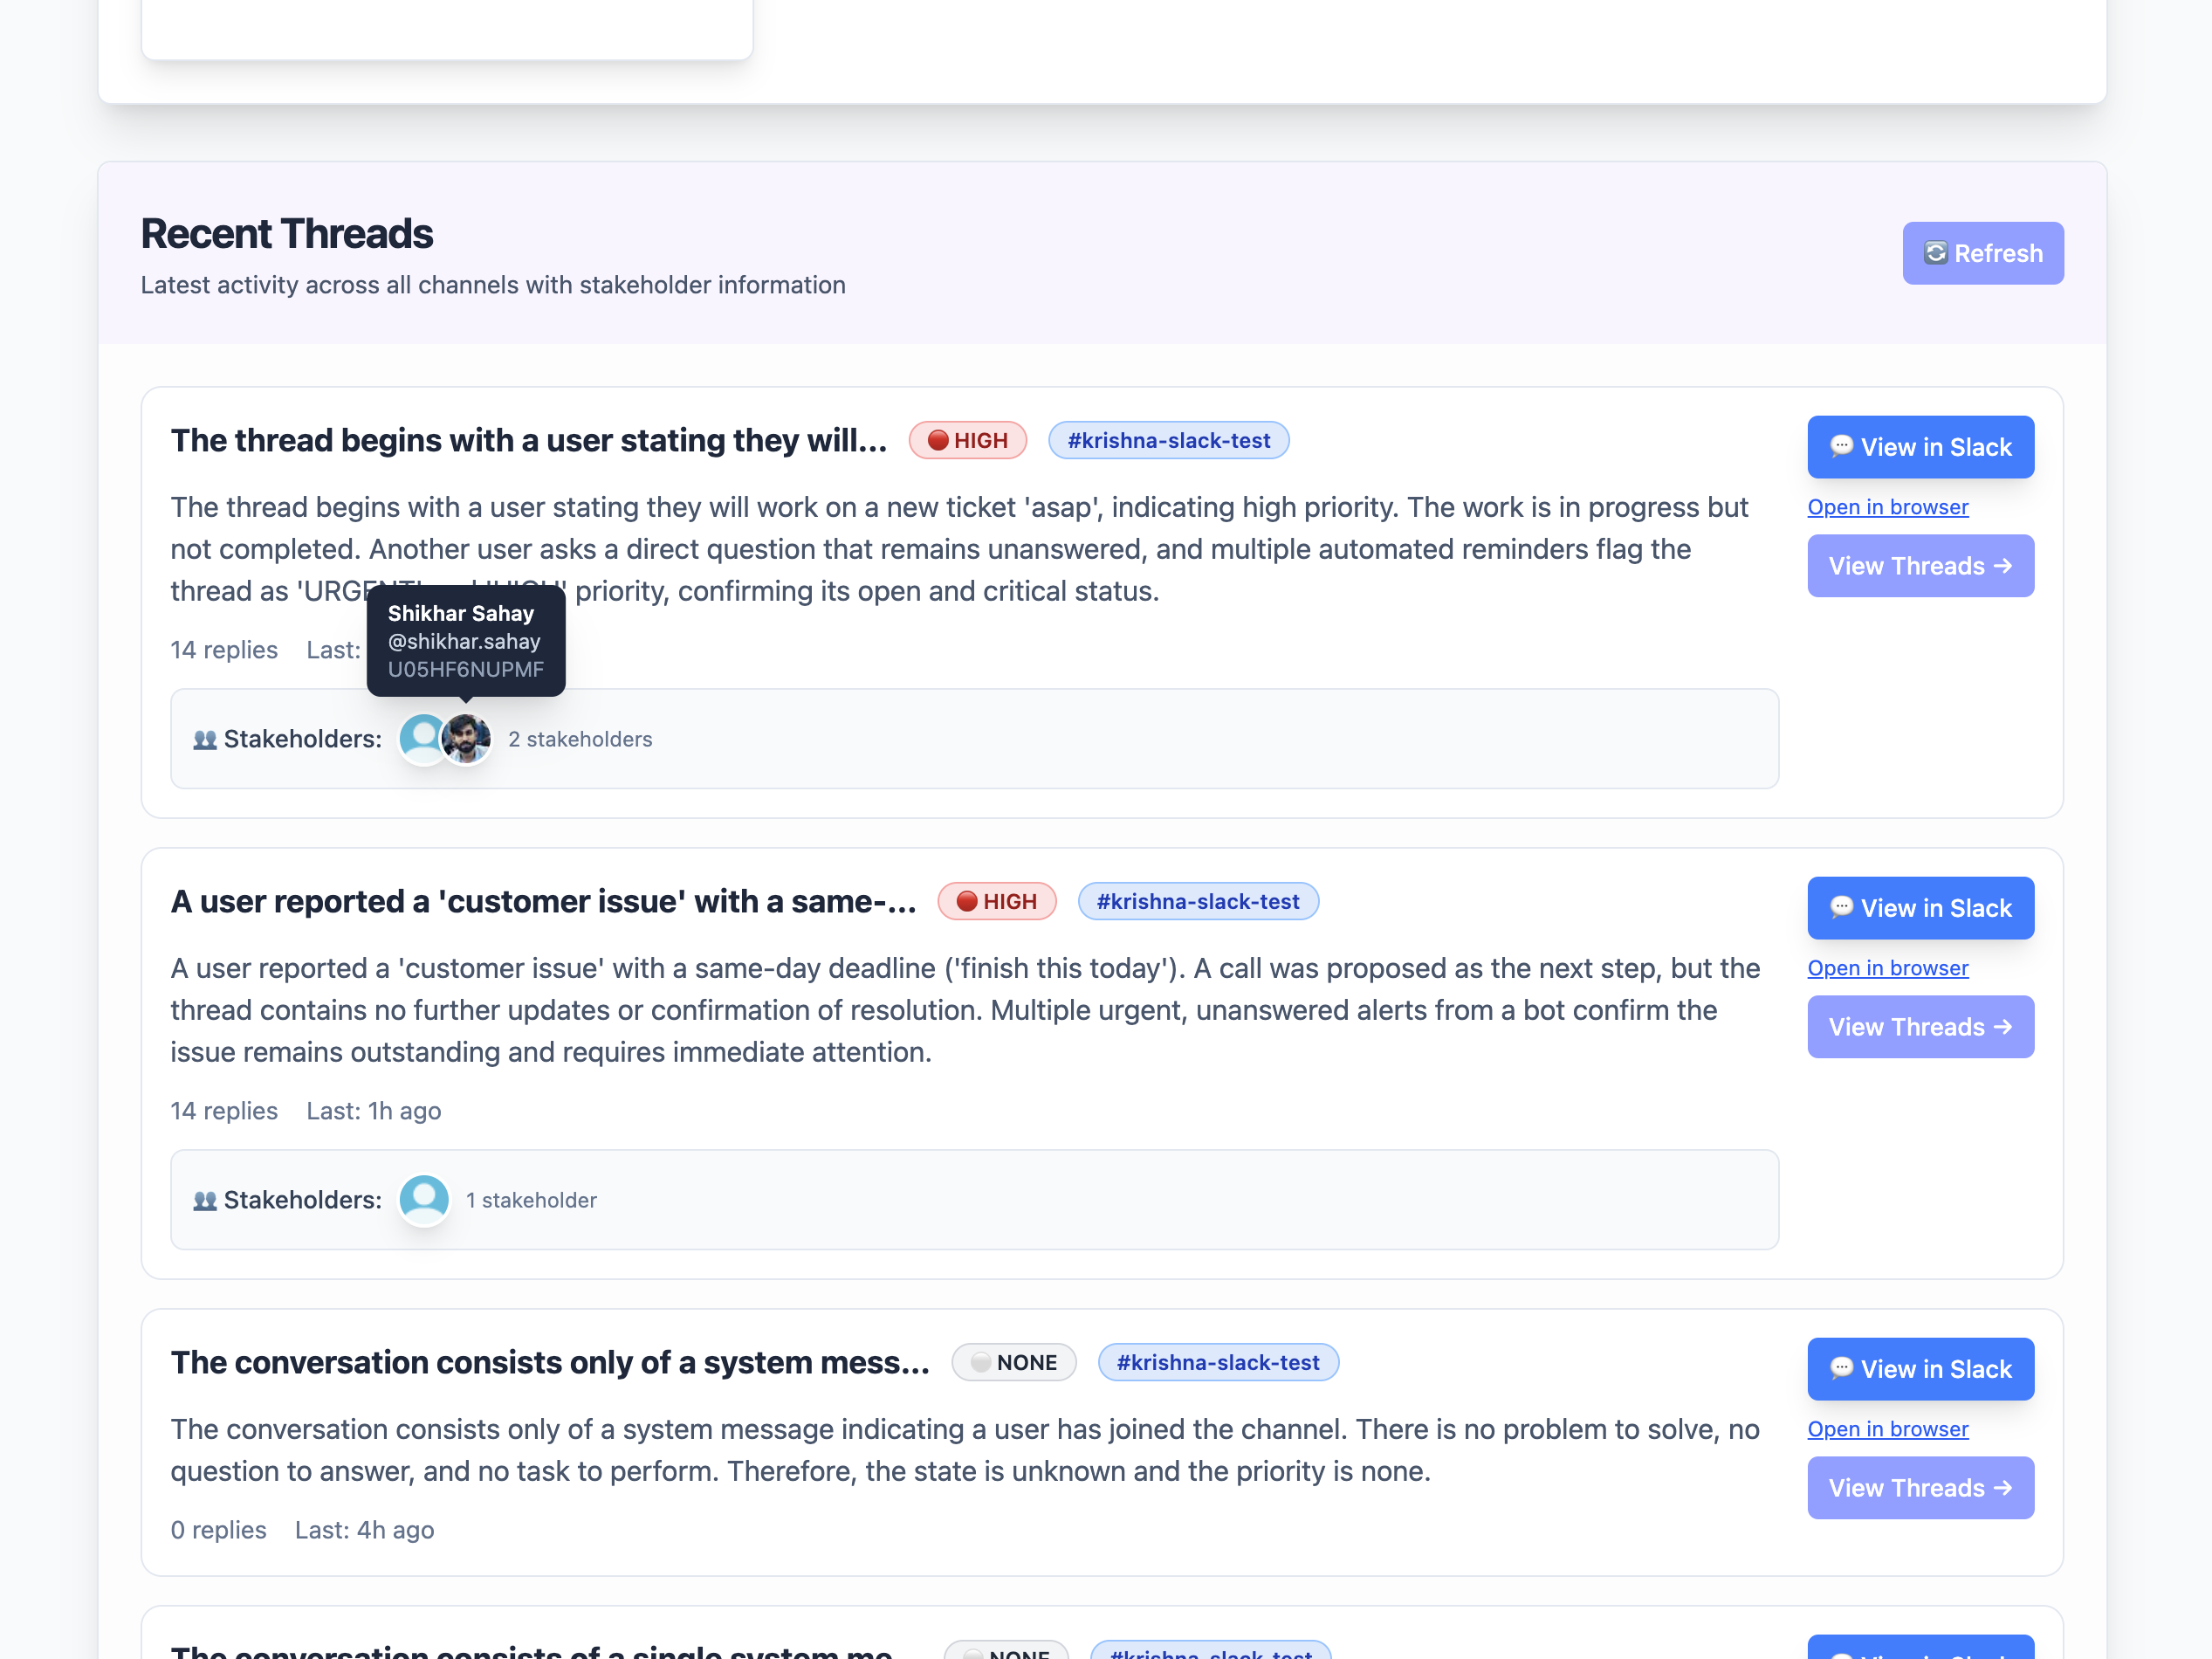 Recent Threads
Latest activity across all channels with stakeholder information
Refresh
The thread begins with a user stating they will...
HIGH
#krishna-slack-test
View in Slack
The thread begins with a user stating they will work on a new ticket 'asap', indicating high priority. The work is in progress but
not completed. Another user asks a direct question that remains unanswered, and multiple automated reminders flag the
thread as priority, confirming its open and critical status.
Open in browser
View Threads →
Shikhar Sahay
@shikhar.sahay
U05HF6NUPMF
14 replies
Last:
Stakeholders:
2 stakeholders
A user reported a 'customer issue' with a same-...
HIGH
#krishna-slack-test
View in Slack
A user reported a 'customer issue' with a same-day deadline ('finish this today'). A call was proposed as the next step, but the
thread contains no further updates or confirmation of resolution. Multiple urgent, unanswered alerts from a bot confirm the
issue remains outstanding and requires immediate attention.
Open in browser
View Threads →
14 replies
Last: 1h ago
Stakeholders:
1 stakeholder
The conversation consists only of a system mess...
NONE
#krishna-slack-test
View in Slack
The conversation consists only of a system message indicating a user has joined the channel. There is no problem to solve, no
question to answer, and no task to perform. Therefore, the state is unknown and the priority is none.
Open in browser
View Threads →
0 replies
Last: 4h ago
The conversation consists of a single system me...
NONE
#krishna-slack-test
View in Slack